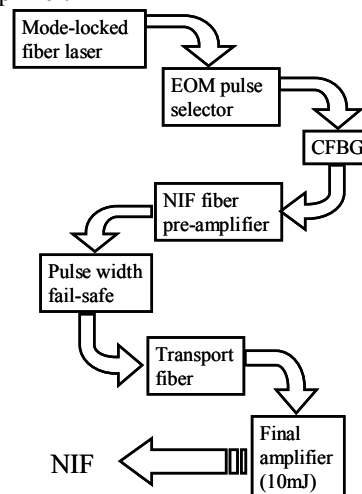 Mode-locked
fiber laser
EOM pulse
selector
CFBG
NIF fiber
pre-amplifier
Pulse width
fail-safe
Transport
fiber
Final
amplifier
(10mJ)
NIF